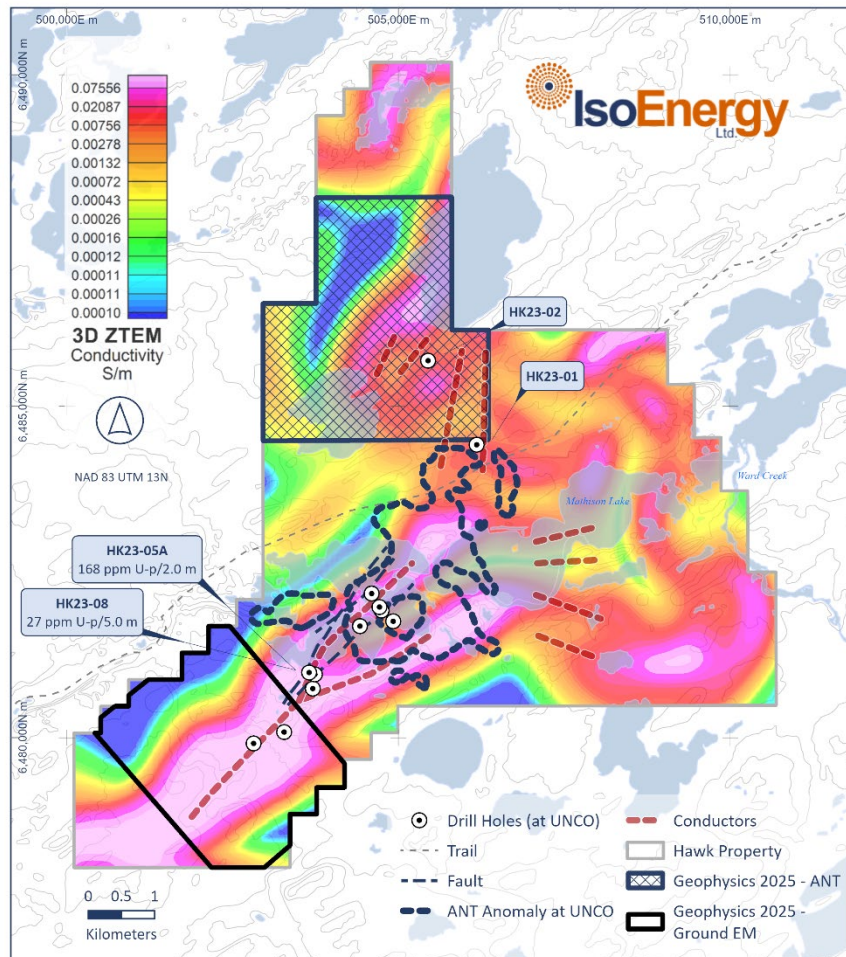 500,000E m
505,000E m
510,000E m
6,490,000N m
6,485,000N m
6,480,000N m
IsoEnergy
Ltd.
0.07556
0.02087
0.00756
0.00278
0.00132
0.00072
0.00043
0.00026
0.00016
0.00012
0.00011
0.00011
0.00010
3D ZTEM
Conductivity
S/m
NAD 83 UTM 13N
HK23-02
HK23-01
Ward Creek
Mathison Lake
HK23-05A
168 ppm U-p/2.0 m
HK23-08
27 ppm U-p/5.0 m
Drill Holes (at UNCO)
Trail
Fault
ANT Anomaly at UNCO
Conductors
Hawk Property
Geophysics 2025 - ANT
Geophysics 2025 -
Ground EM
0 0.5 1
Kilometers